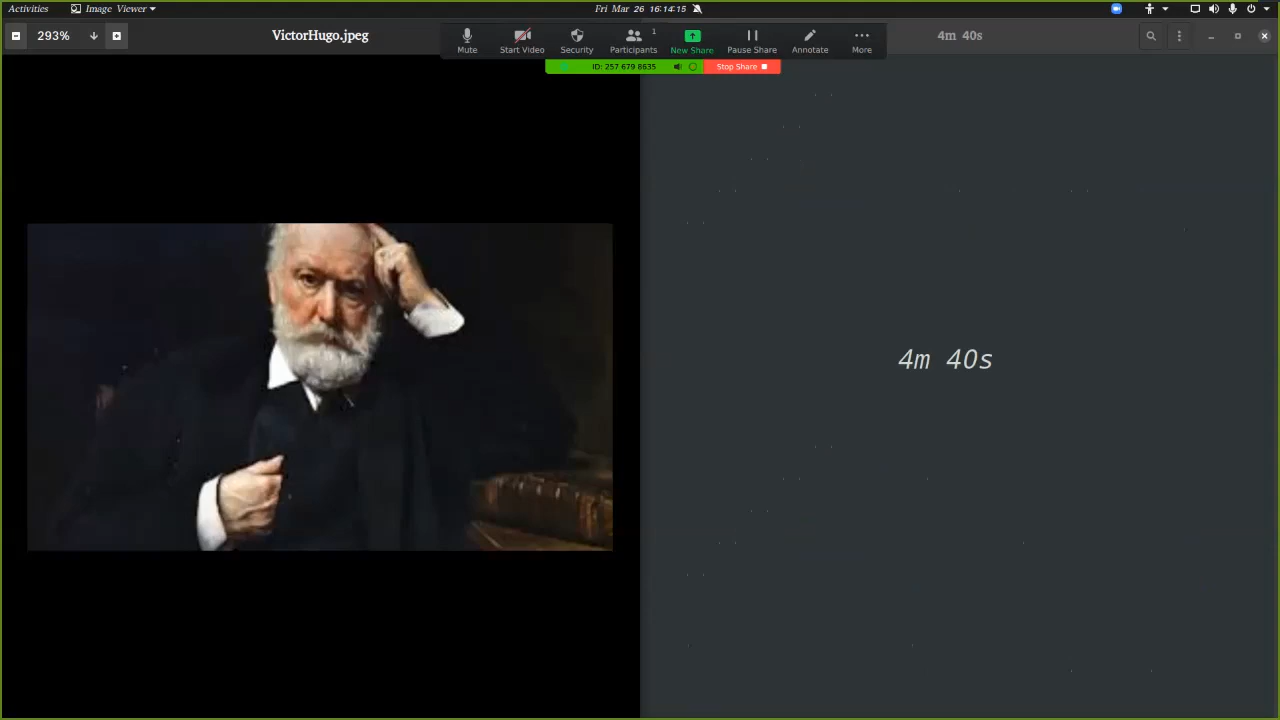 Activities Image Viewer Fri Mar 26 16:14:15
293% VictorHugo.jpeg 4m 40s
1
Mute Start Video Security Participants New Share Pause Share Annotate More
ID: 257 679 8635 Stop Share
4m 40s